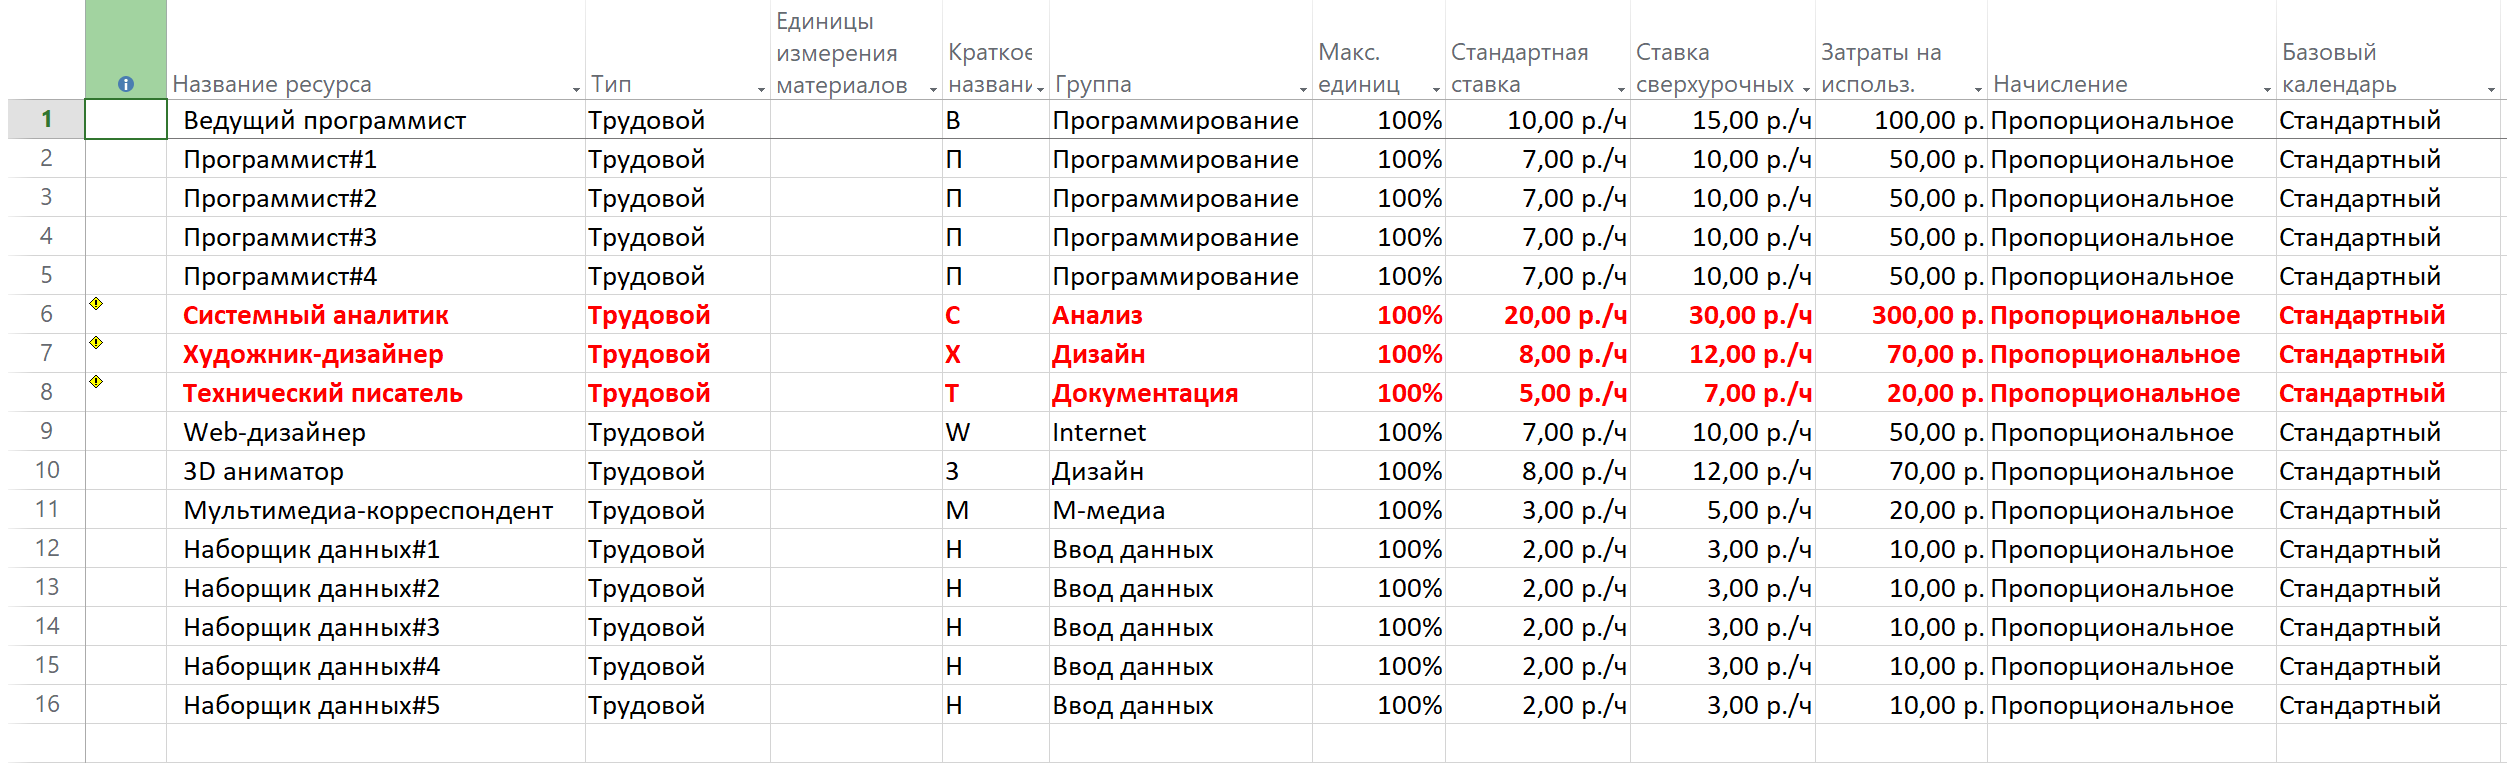 Название ресурса Тип Единицы измерения материалов Краткое названи Группа Макс. единиц Стандартная ставка Ставка сверхурочных Затраты на использ. Начисление Базовый календарь
1 Ведущий программист Трудовой В Программирование 100% 10,00 р./ч 15,00 р./ч 100,00 р. Пропорциональное Стандартный
2 Программист#1 Трудовой П Программирование 100% 7,00 р./ч 10,00 р./ч 50,00 р. Пропорциональное Стандартный
3 Программист#2 Трудовой П Программирование 100% 7,00 р./ч 10,00 р./ч 50,00 р. Пропорциональное Стандартный
4 Программист#3 Трудовой П Программирование 100% 7,00 р./ч 10,00 р./ч 50,00 р. Пропорциональное Стандартный
5 Программист#4 Трудовой П Программирование 100% 7,00 р./ч 10,00 р./ч 50,00 р. Пропорциональное Стандартный
6 Системный аналитик Трудовой С Анализ 100% 20,00 р./ч 30,00 р./ч 300,00 р. Пропорциональное Стандартный
7 Художник-дизайнер Трудовой Х Дизайн 100% 8,00 р./ч 12,00 р./ч 70,00 р. Пропорциональное Стандартный
8 Технический писатель Трудовой Т Документация 100% 5,00 р./ч 7,00 р./ч 20,00 р. Пропорциональное Стандартный
9 Web-дизайнер Трудовой W Internet 100% 7,00 р./ч 10,00 р./ч 50,00 р. Пропорциональное Стандартный
10 3D аниматор Трудовой 3 Дизайн 100% 8,00 р./ч 12,00 р./ч 70,00 р. Пропорциональное Стандартный
11 Мультимедиа-корреспондент Трудовой М М-медиа 100% 3,00 р./ч 5,00 р./ч 20,00 р. Пропорциональное Стандартный
12 Наборщик данных#1 Трудовой Н Ввод данных 100% 2,00 р./ч 3,00 р./ч 10,00 р. Пропорциональное Стандартный
13 Наборщик данных#2 Трудовой Н Ввод данных 100% 2,00 р./ч 3,00 р./ч 10,00 р. Пропорциональное Стандартный
14 Наборщик данных#3 Трудовой Н Ввод данных 100% 2,00 р./ч 3,00 р./ч 10,00 р. Пропорциональное Стандартный
15 Наборщик данных#4 Трудовой Н Ввод данных 100% 2,00 р./ч 3,00 р./ч 10,00 р. Пропорциональное Стандартный
16 Наборщик данных#5 Трудовой Н Ввод данных 100% 2,00 р./ч 3,00 р./ч 10,00 р. Пропорциональное Стандартный